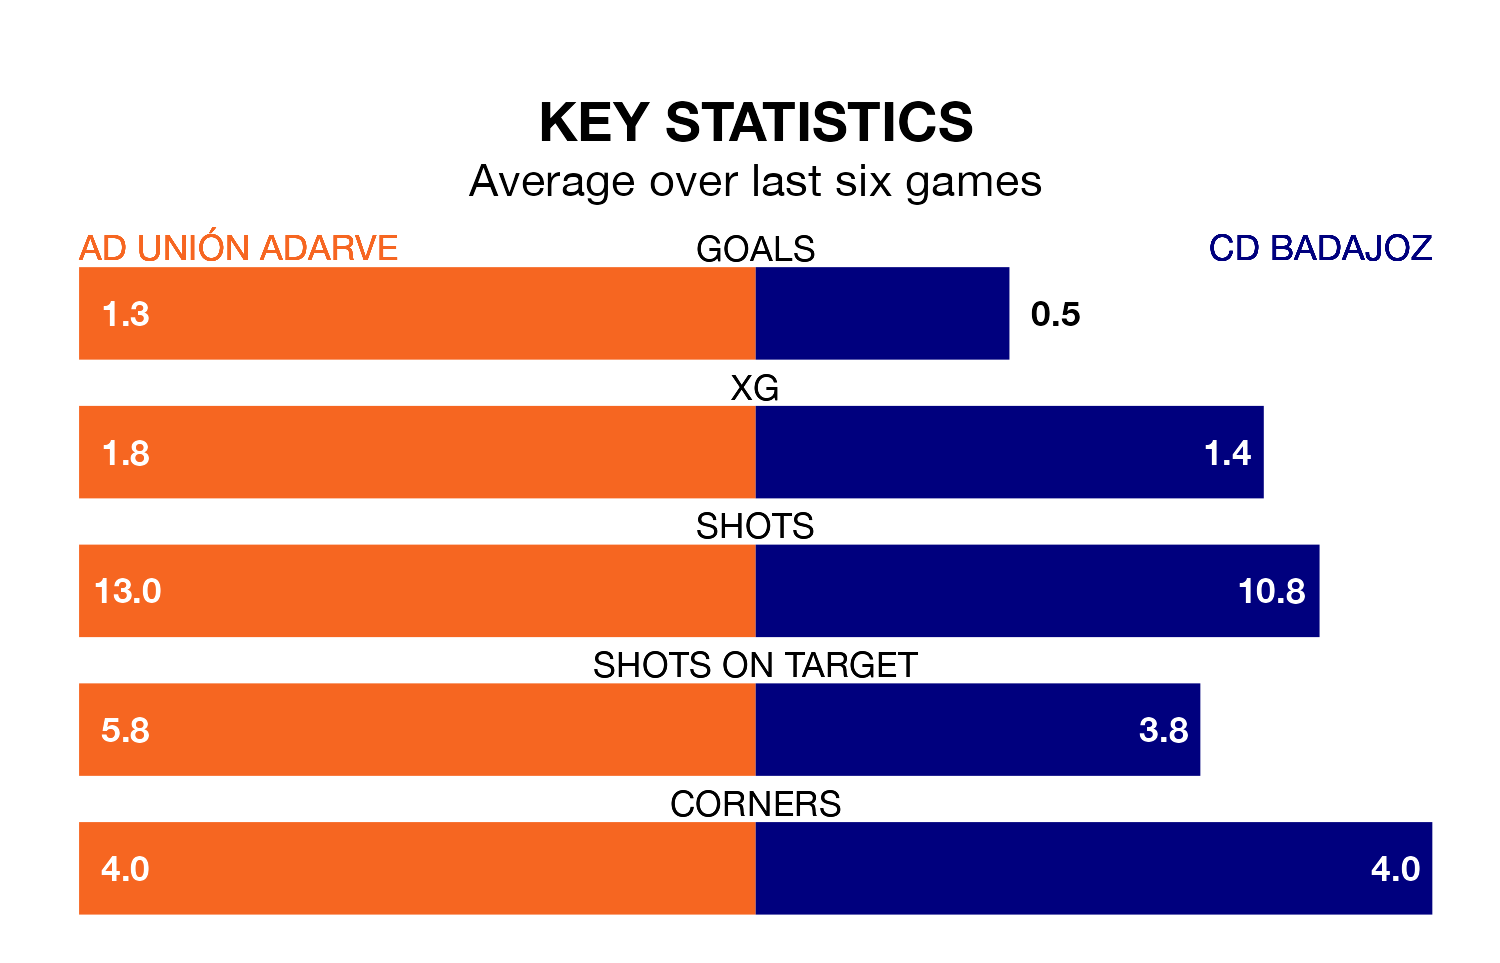 KEY STATISTICS
Average over last six games
AD UNIÓN ADARVE
GOALS
CD BADAJOZ
1.3
0.5
XG
1.8
1.4
SHOTS
13.0
10.8
SHOTS ON TARGET
5.8
3.8
CORNERS
4.0
4.0